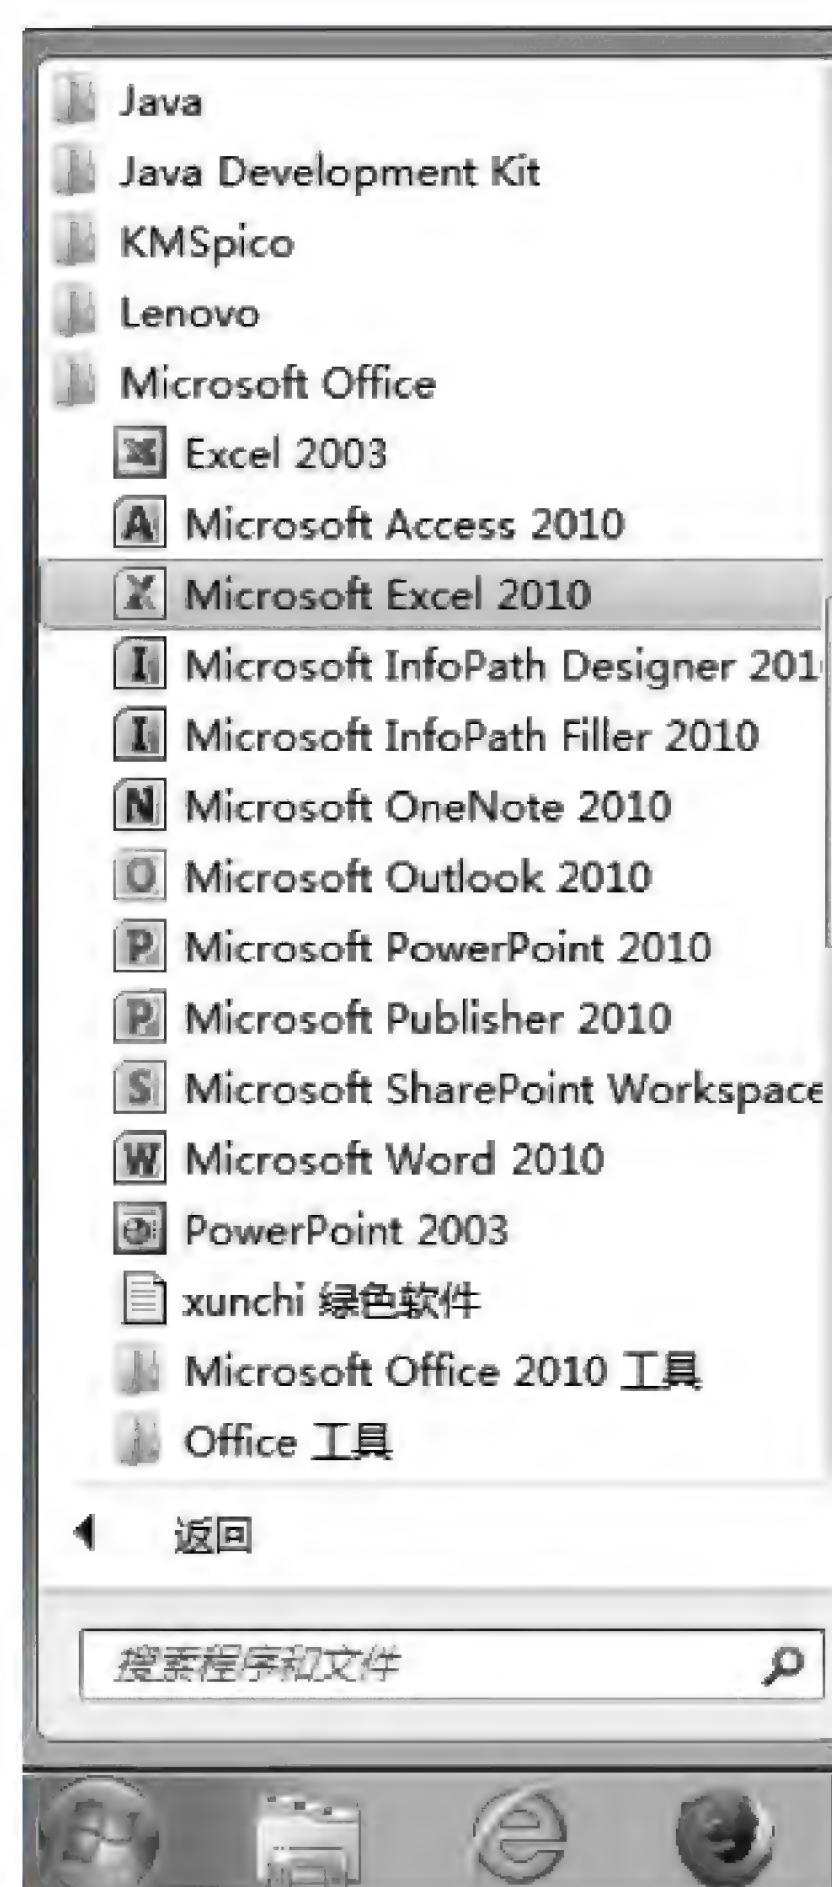 Java
Java Development Kit
KMSpico
Lenovo
Microsoft Office
Excel 2003
Microsoft Access 2010
Microsoft Excel 2010
Microsoft InfoPath Designer 201
Microsoft InfoPath Filler 2010
Microsoft OneNote 2010
Microsoft Outlook 2010
Microsoft PowerPoint 2010
Microsoft Publisher 2010
Microsoft SharePoint Workspace
Microsoft Word 2010
PowerPoint 2003
xunchi 绿色软件
Microsoft Office 2010 工具
Office 工具
返回
搜索程序和文件